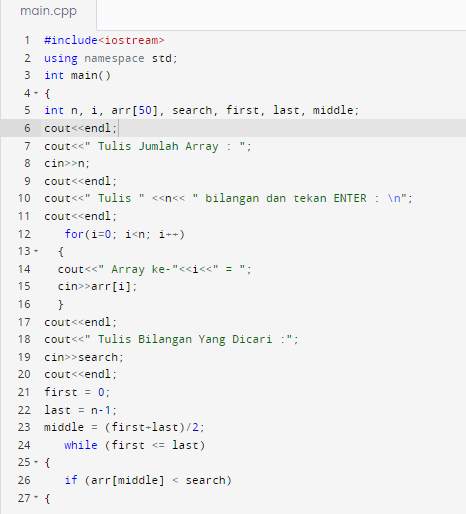 main.cpp
1 #include<iostream>
2 using namespace std;
3 int main()
4 {
5 int n, i, arr[50], search, first, last, middle;
6 cout<<endl;
7 cout<<" Tulis Jumlah Array : ";
8 cin>>n;
9 cout<<endl;
10 cout<<" Tulis " <<n<< " bilangan dan tekan ENTER : \n";
11 cout<<endl;
12 for(i=0; i<n; i++)
13 {
14 cout<<" Array ke-"<<i<<" = ";
15 cin>>arr[i];
16 }
17 cout<<endl;
18 cout<<" Tulis Bilangan Yang Dicari :";
19 cin>>search;
20 cout<<endl;
21 first = 0;
22 last = n-1;
23 middle = (first+last)/2;
24 while (first <= last)
25 {
26 if (arr[middle] < search)
27 {